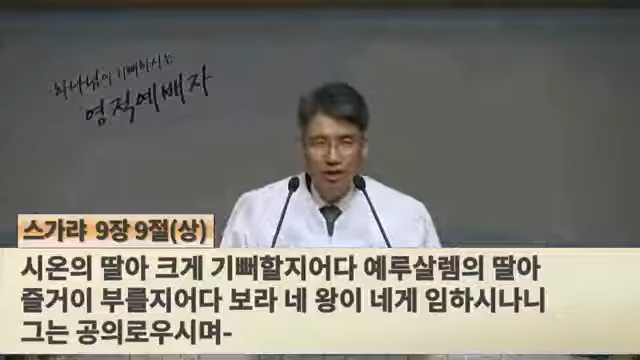 하나님이 기뻐하시는
영적예배자
스가랴 9장 9절(상)
시온의 딸아 크게 기뻐할지어다 예루살렘의 딸아
즐거이 부를지어다 보라 네 왕이 네게 임하시나니
그는 공의로우시며-